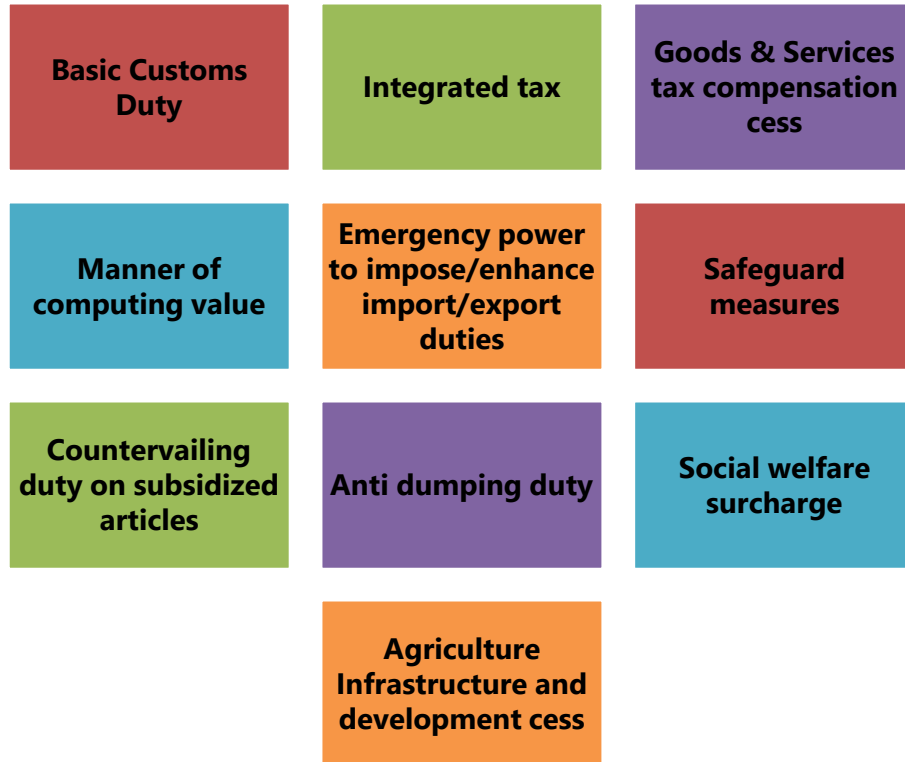 Basic Customs
Duty
Integrated tax
Goods & Services
tax compensation
cess
Manner of
computing value
Emergency power
to impose/enhance
import/export
duties
Safeguard
measures
Countervailing
duty on subsidized
articles
Anti dumping duty
Social welfare
surcharge
Agriculture
Infrastructure and
development cess